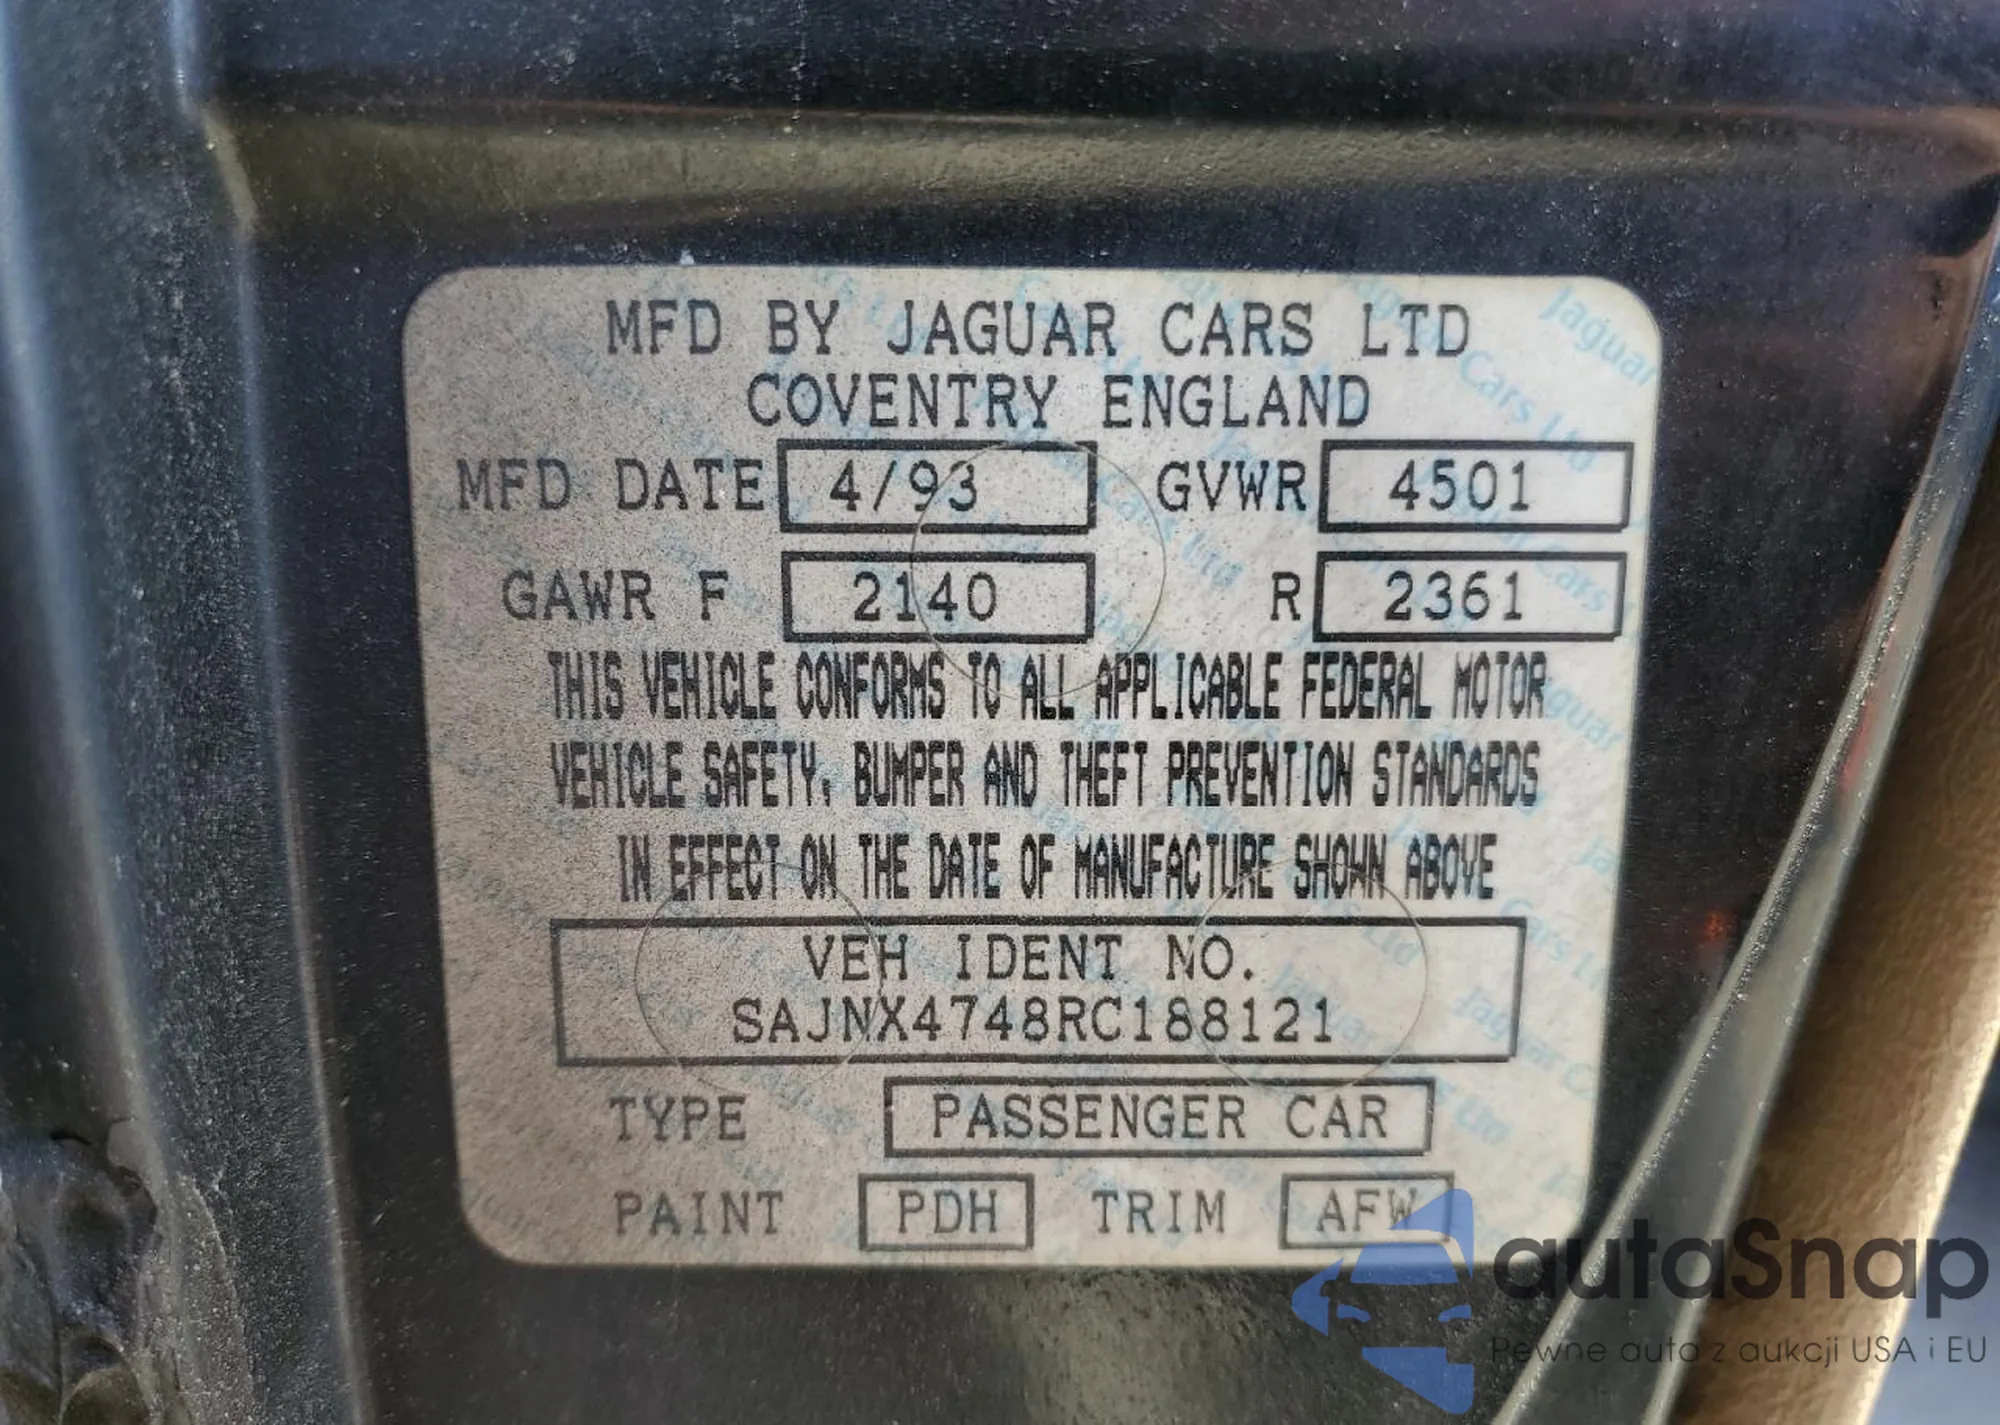 MFD BY JAGUAR CARS LTD
COVENTRY ENGLAND
MFD DATE 4/93 GVWR 4501
GAWR F 2140 R 2361
THIS VEHICLE CONFORMS TO ALL APPLICABLE FEDERAL MOTOR
VEHICLE SAFETY, BUMPER AND THEFT PREVENTION STANDARDS
IN EFFECT ON THE DATE OF MANUFACTURE SHOWN ABOVE
VEH IDENT NO.
SAJNX4748RC188121
TYPE PASSENGER CAR
PAINT PDH TRIM AFW
autoSnap
Pewne auta z aukcji USA i EU